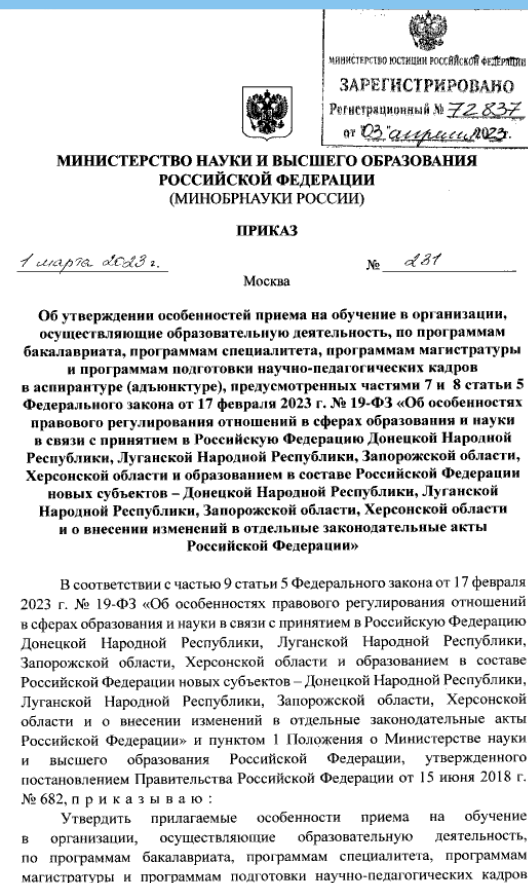 МИНИСТЕРСТВО ЮСТИЦИИ РОССИЙСКОЙ ФЕДЕРАЦИИ
ЗАРЕГИСТРИРОВАНО
Регистрационный № 72837
от "03" апреля 2023г.
МИНИСТЕРСТВО НАУКИ И ВЫСШЕГО ОБРАЗОВАНИЯ
РОССИЙСКОЙ ФЕДЕРАЦИИ
(МИНОБРНАУКИ РОССИИ)
ПРИКАЗ
1 марта 2023 г. № 231
Москва
Об утверждении особенностей приема на обучение в организации,
осуществляющие образовательную деятельность, по программам
бакалавриата, программам специалитета, программам магистратуры
и программам подготовки научно-педагогических кадров
в аспирантуре (адъюнктуре), предусмотренных частями 7 и 8 статьи 5
Федерального закона от 17 февраля 2023 г. № 19-ФЗ «Об особенностях
правового регулирования отношений в сферах образования и науки
в связи с принятием в Российскую Федерацию Донецкой Народной
Республики, Луганской Народной Республики, Запорожской области,
Херсонской области и образованием в составе Российской Федерации
новых субъектов – Донецкой Народной Республики, Луганской
Народной Республики, Запорожской области, Херсонской области
и о внесении изменений в отдельные законодательные акты
Российской Федерации»
В соответствии с частью 9 статьи 5 Федерального закона от 17 февраля
2023 г. № 19-ФЗ «Об особенностях правового регулирования отношений
в сферах образования и науки в связи с принятием в Российскую Федерацию
Донецкой Народной Республики, Луганской Народной Республики,
Запорожской области, Херсонской области и образованием в составе
Российской Федерации новых субъектов – Донецкой Народной Республики,
Луганской Народной Республики, Запорожской области, Херсонской
области и о внесении изменений в отдельные законодательные акты
Российской Федерации» и пунктом 1 Положения о Министерстве науки
и высшего образования Российской Федерации, утвержденного
постановлением Правительства Российской Федерации от 15 июня 2018 г.
№ 682, п р и к а з ы в а ю :
Утвердить прилагаемые особенности приема на обучение
в организации, осуществляющие образовательную деятельность,
по программам бакалавриата, программам специалитета, программам
магистратуры и программам подготовки научно-педагогических кадров